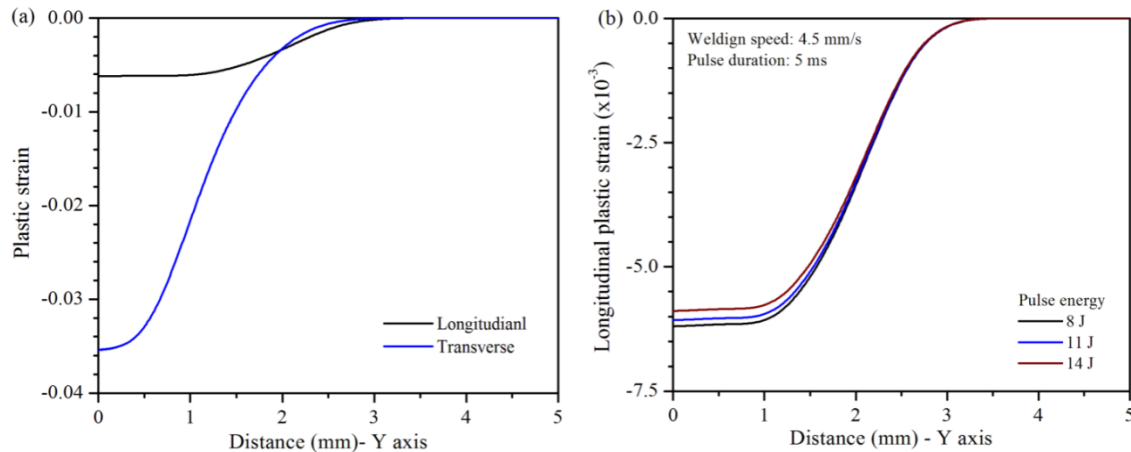 (a)
0.00
-0.01
-0.02
-0.03
-0.04
Plastic strain
Longitudianl
Transverse
0
1
2
3
4
5
Distance (mm)- Y axis
(b)
-0.0
-2.5
-5.0
-7.5
Longtitudinal plastic strain (x10-3)
Weldign speed: 4.5 mm/s
Pulse duration: 5 ms
Pulse energy
8 J
11 J
14 J
0
1
2
3
4
5
Distance (mm) - Y axis